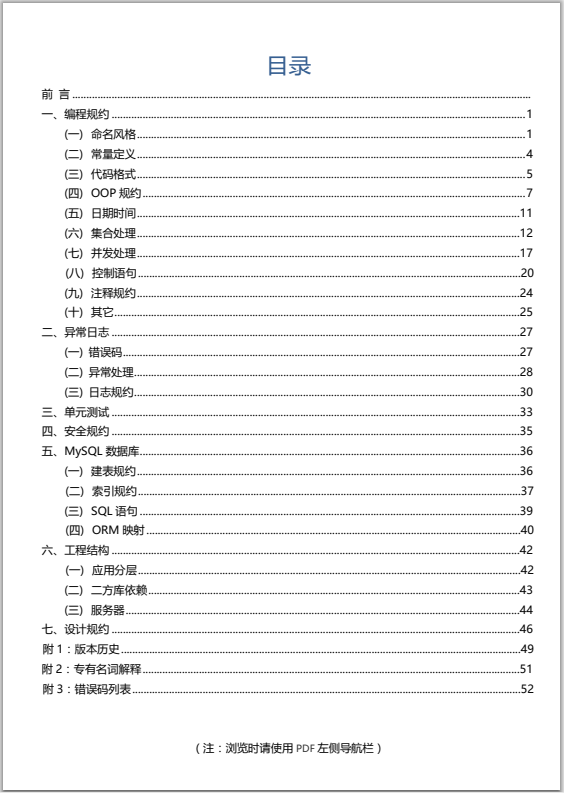 目录
前 言
一、编程规约 1
(一) 命名风格 1
(二) 常量定义 4
(三) 代码格式 5
(四) OOP 规约 7
(五) 日期时间 11
(六) 集合处理 12
(七) 并发处理 17
(八) 控制语句 20
(九) 注释规约 24
(十) 其它 25
二、异常日志 27
(一) 错误码 27
(二) 异常处理 28
(三) 日志规约 30
三、单元测试 33
四、安全规约 35
五、MySQL 数据库 36
(一) 建表规约 36
(二) 索引规约 37
(三) SQL 语句 39
(四) ORM 映射 40
六、工程结构 42
(一) 应用分层 42
(二) 二方库依赖 43
(三) 服务器 44
七、设计规约 46
附 1：版本历史 49
附 2：专有名词解释 51
附 3：错误码列表 52
（注：浏览时请使用 PDF 左侧导航栏）